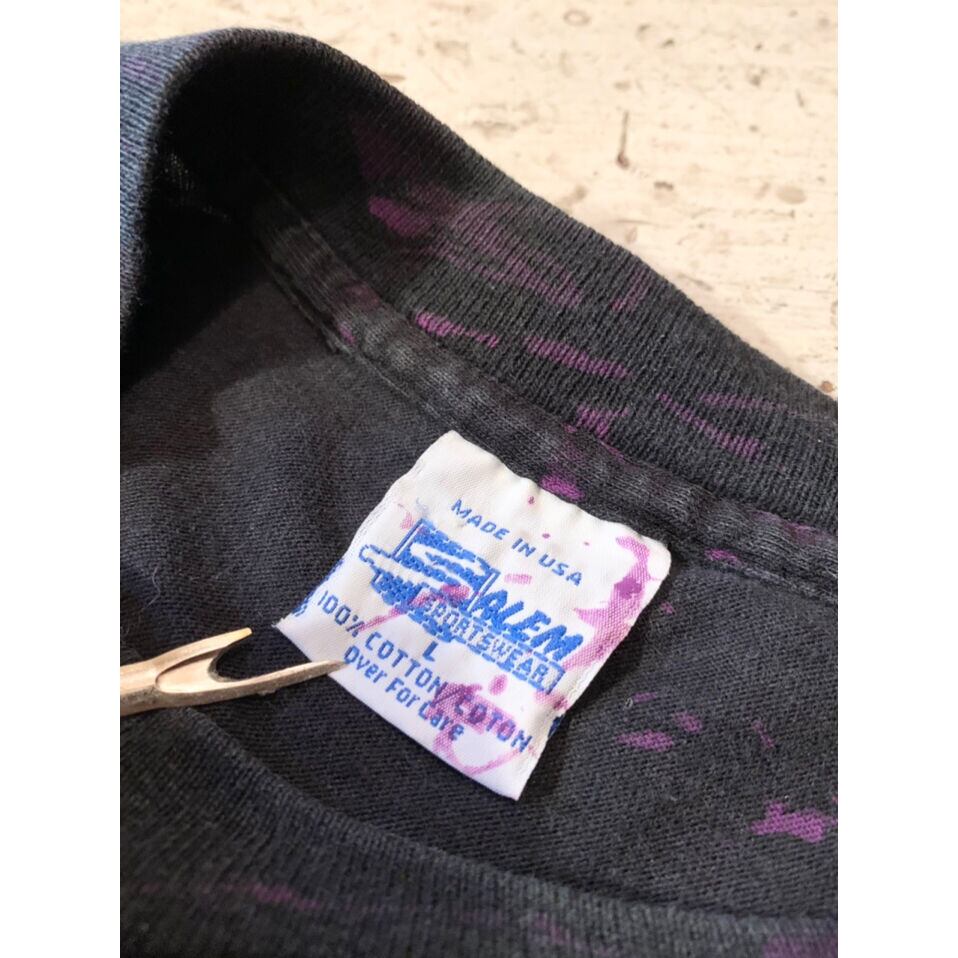 MADE IN USA
SALEM
SPORTSWEAR
L
100% COTTON/COTON
Over For Care